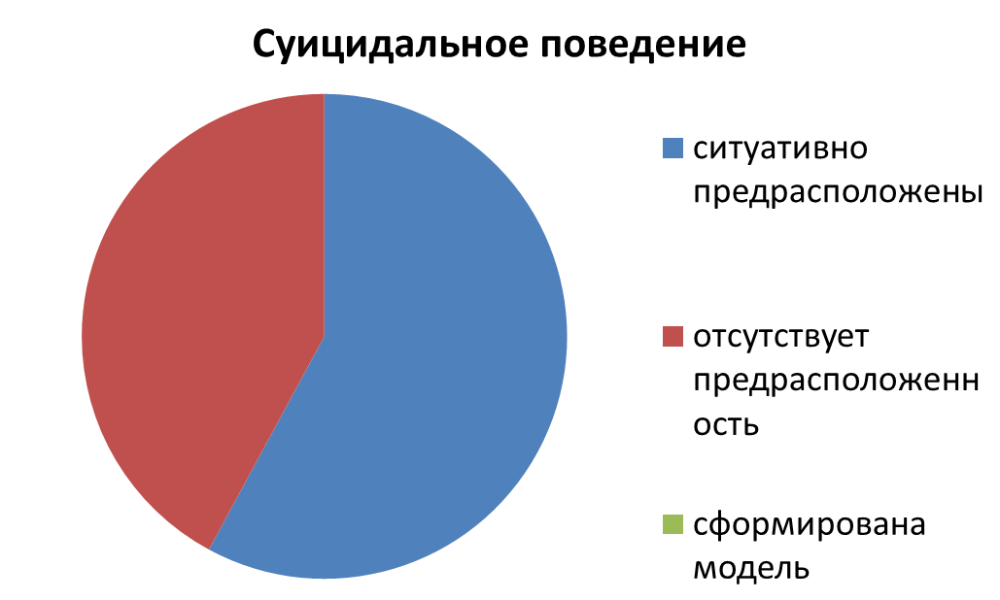 Суицидальное поведение
ситуативно
предрасположены
отсутствует
предрасположенн
ость
сформирована
модель